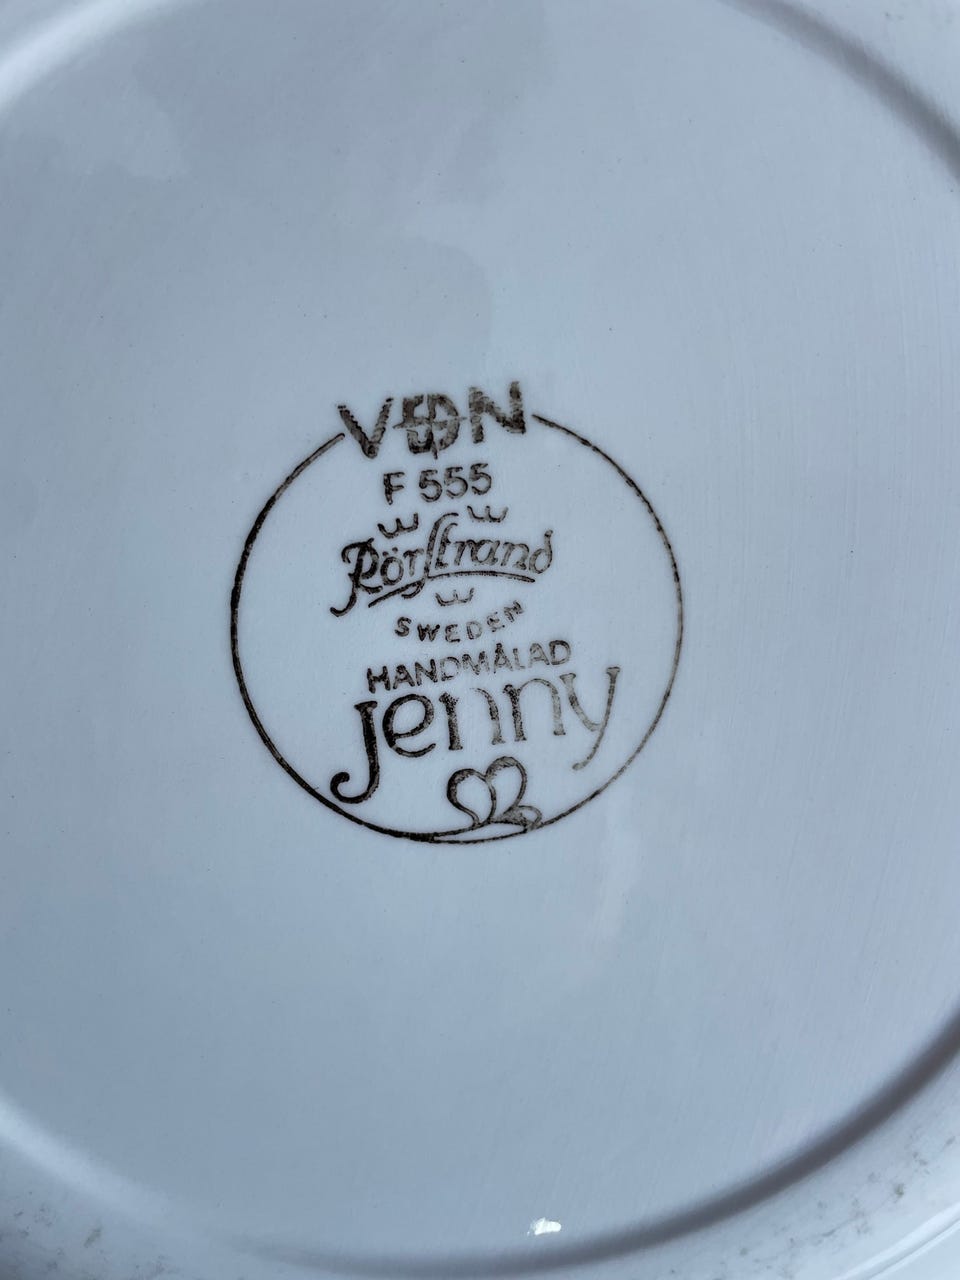 VDN
F 555
Rörstrand
SWEDEN
HANDMÅLAD
jenny